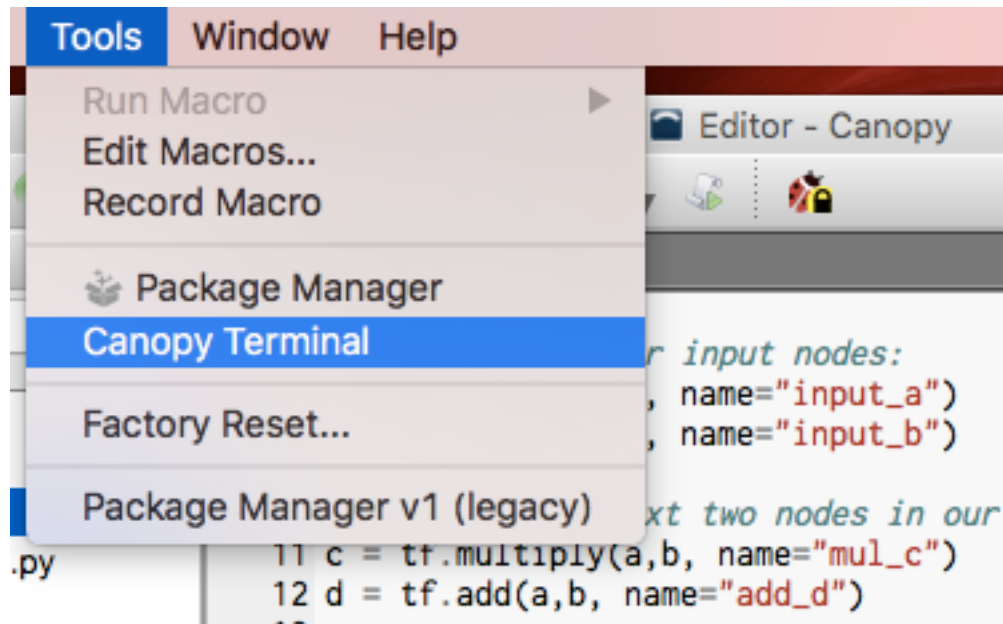 Tools Window Help
Run Macro
Edit Macros...
Record Macro
Package Manager
Canopy Terminal
Factory Reset...
Package Manager v1 (legacy)
Editor - Canopy
r input nodes:
, name="input_a")
, name="input_b")
xt two nodes in our
.py
11 c = tf.multiply(a,b, name="mul_c")
12 d = tf.add(a,b, name="add_d")